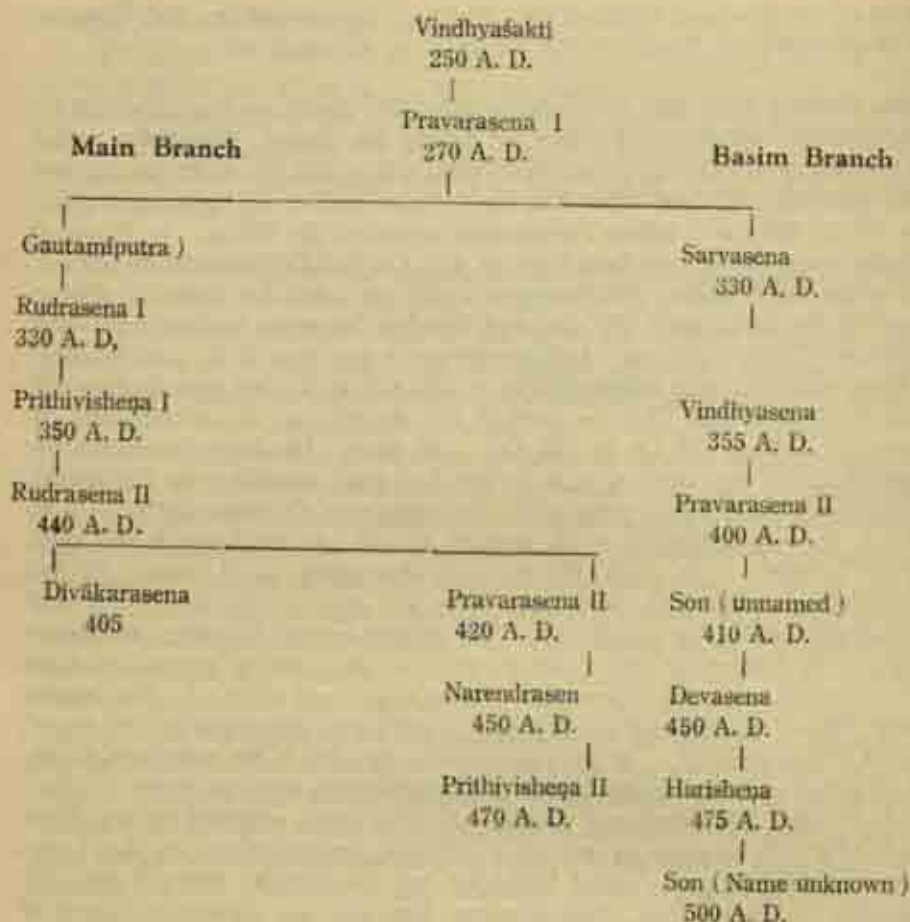 Vindhyaśakti
250 A. D.
Pravarasena I
270 A. D.
Main Branch
Basim Branch
Gautamīputra )
Sarvasena
330 A. D.
Rudrasena I
330 A. D,
Prithivisheṇa I
350 A. D.
Vindhyasena
355 A. D.
Rudrasena II
440 A. D.
Pravarasena II
400 A. D.
Divākarasena
405
Pravarasena II
420 A. D.
Son ( unnamed )
410 A. D.
Narendrasen
450 A. D.
Devasena
450 A. D.
Prithivisheṇa II
470 A. D.
Harisheṇa
475 A. D.
Son ( Name unknown )
500 A. D.